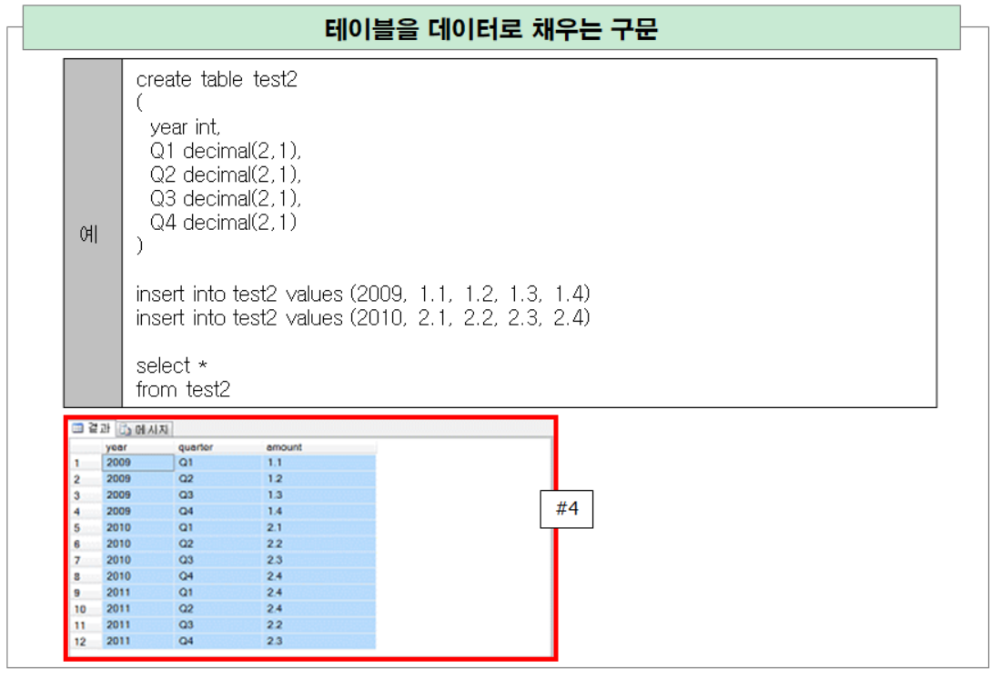 테이블을 데이터로 채우는 구문
예
create table test2
(
year int,
Q1 decimal(2,1),
Q2 decimal(2,1),
Q3 decimal(2,1),
Q4 decimal(2,1)
)
insert into test2 values (2009, 1.1, 1.2, 1.3, 1.4)
insert into test2 values (2010, 2.1, 2.2, 2.3, 2.4)
select *
from test2
결과 메시지
year quarter amount
1 2009 Q1 1.1
2 2009 Q2 1.2
3 2009 Q3 1.3
4 2009 Q4 1.4
5 2010 Q1 2.1
6 2010 Q2 2.2
7 2010 Q3 2.3
8 2010 Q4 2.4
9 2011 Q1 2.4
10 2011 Q2 2.4
11 2011 Q3 2.2
12 2011 Q4 2.3
#4